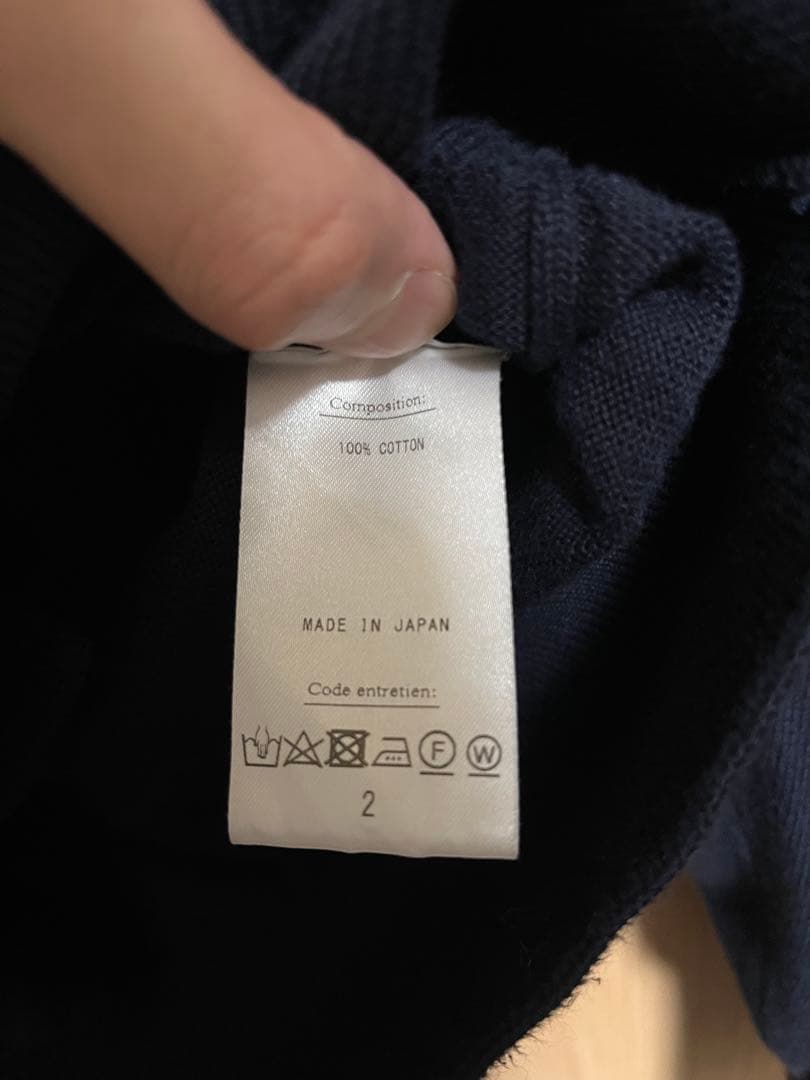 Composition:
100% COTTON
MADE IN JAPAN
Code entretien:
F W
2